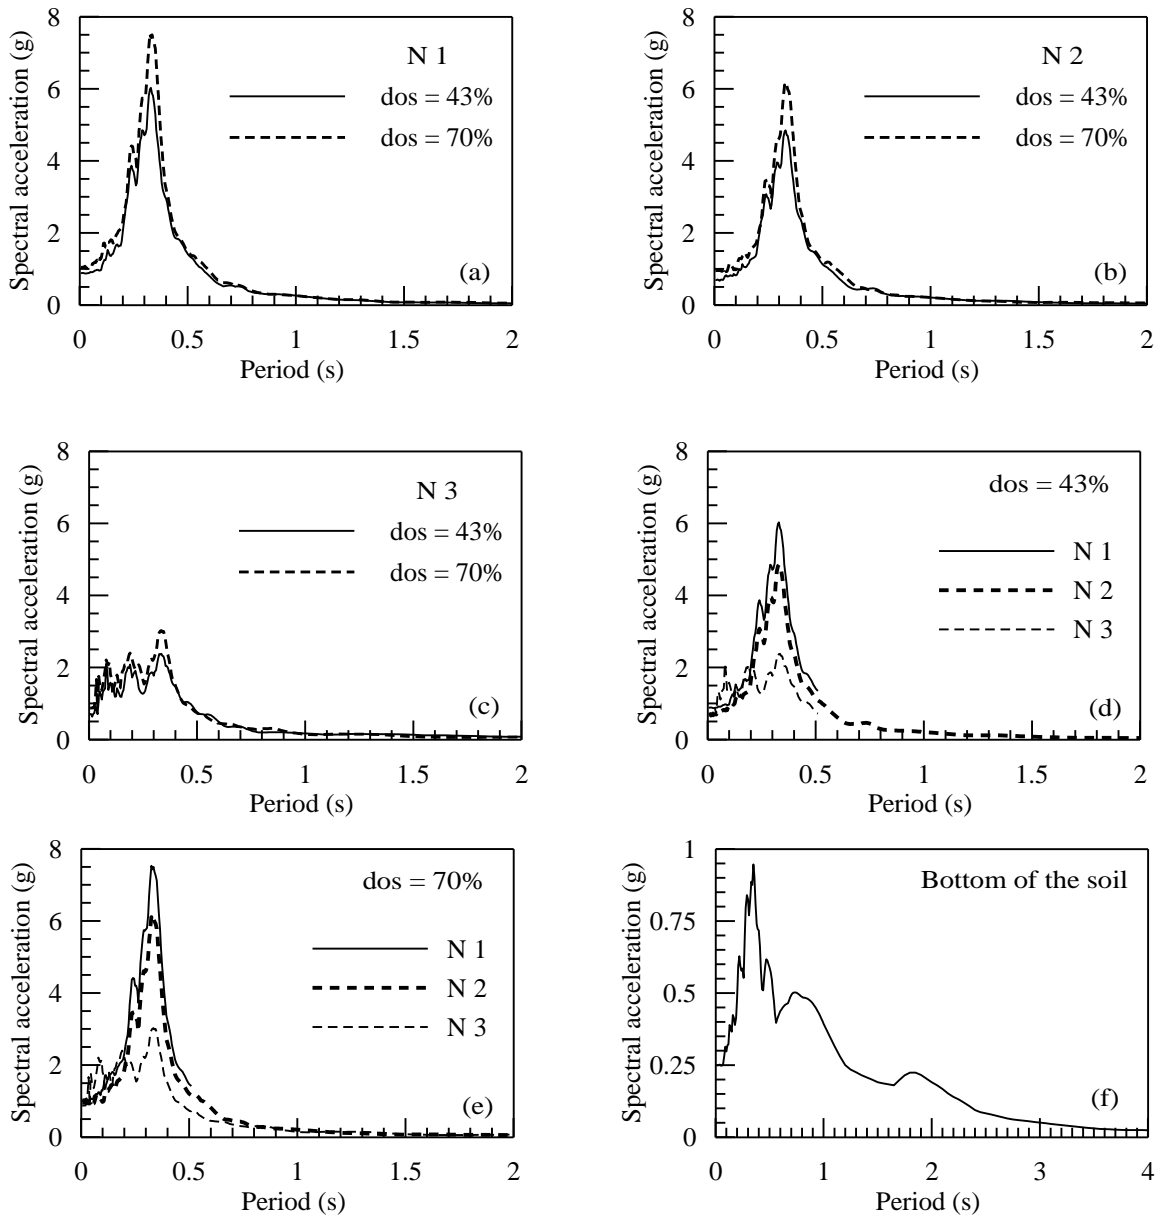 8
6
4
2
0
Spectral acceleration (g)
N 1
dos = 43%
dos = 70%
(a)
0 0.5 1 1.5 2
Period (s)
8
6
4
2
0
Spectral acceleration (g)
N 2
dos = 43%
dos = 70%
(b)
0 0.5 1 1.5 2
Period (s)
8
6
4
2
0
Spectral acceleration (g)
N 3
dos = 43%
dos = 70%
(c)
0 0.5 1 1.5 2
Period (s)
8
6
4
2
0
Spectral acceleration (g)
dos = 43%
N 1
N 2
N 3
(d)
0 0.5 1 1.5 2
Period (s)
8
6
4
2
0
Spectral acceleration (g)
dos = 70%
N 1
N 2
N 3
(e)
0 0.5 1 1.5 2
Period (s)
1
0.75
0.5
0.25
0
Spectral acceleration (g)
Bottom of the soil
(f)
0 1 2 3 4
Period (s)